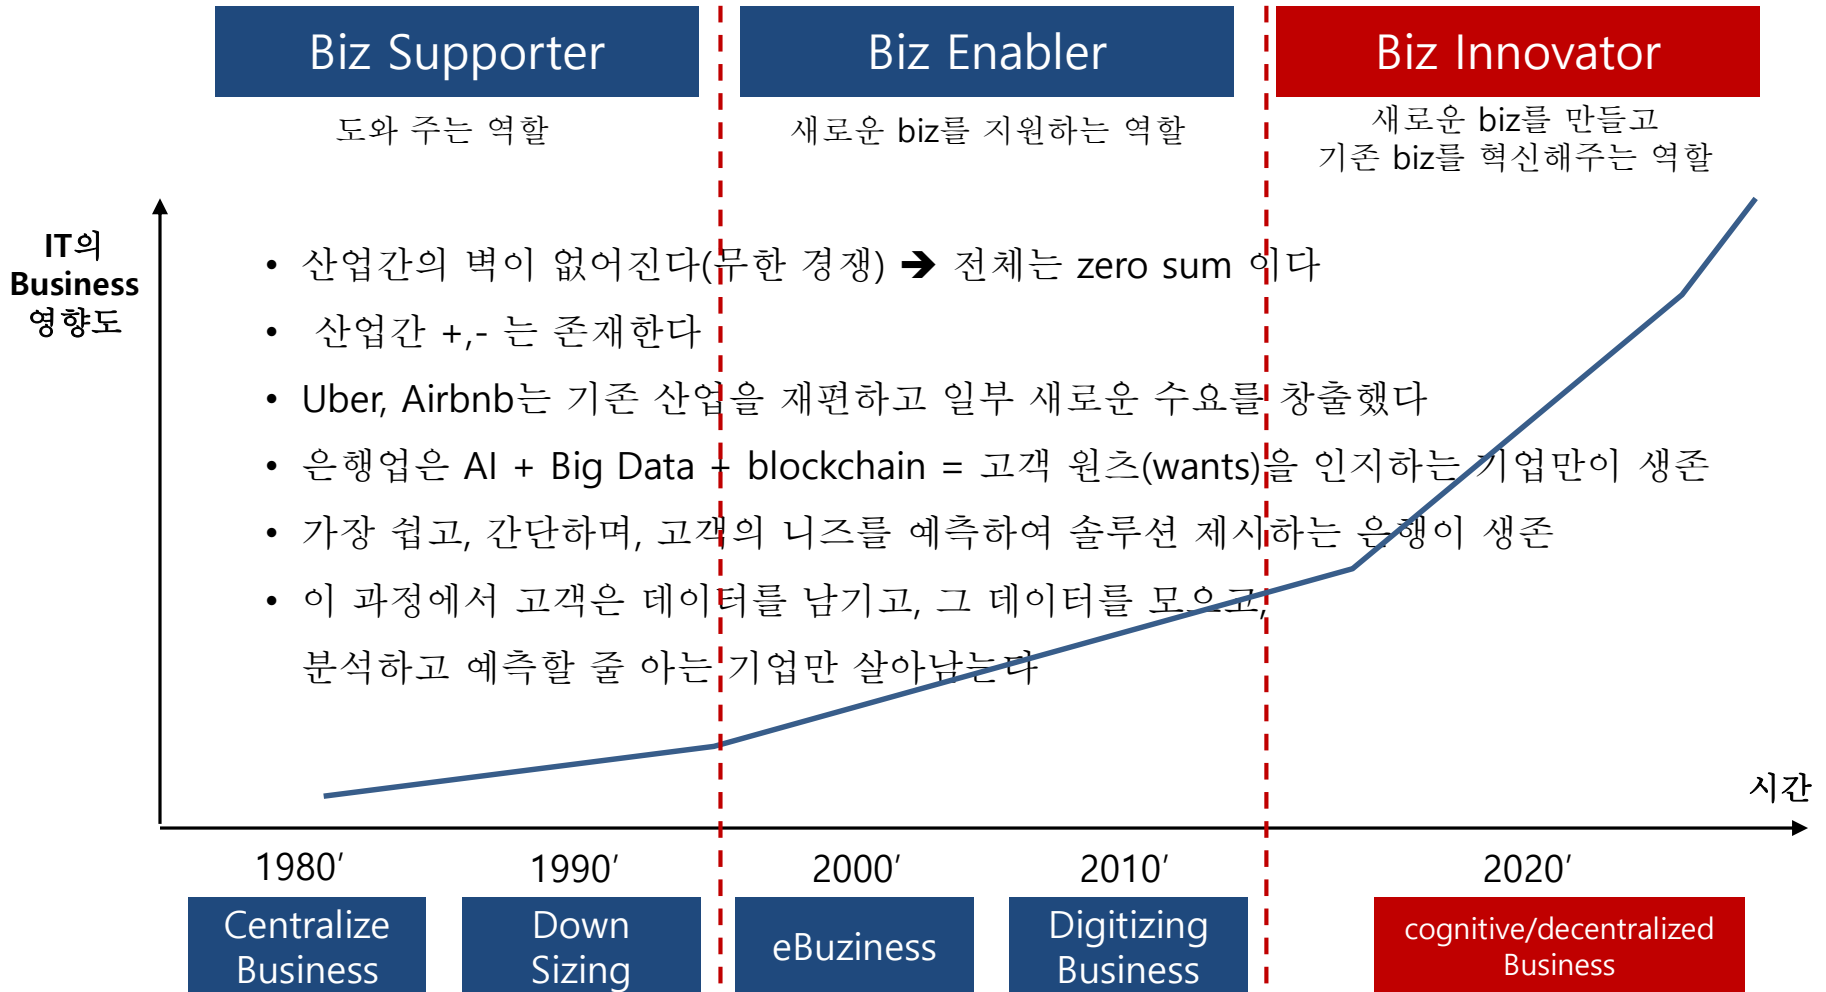 Biz Supporter
Biz Enabler
Biz Innovator
도와 주는 역할
새로운 biz를 지원하는 역할
새로운 biz를 만들고
기존 biz를 혁신해주는 역할
IT의
Business
영향도
• 산업간의 벽이 없어진다(무한 경쟁) ➔ 전체는 zero sum 이다
• 산업간 +,- 는 존재한다
• Uber, Airbnb는 기존 산업을 재편하고 일부 새로운 수요를 창출했다
• 은행업은 AI + Big Data + blockchain = 고객 원츠(wants)을 인지하는 기업만이 생존
• 가장 쉽고, 간단하며, 고객의 니즈를 예측하여 솔루션 제시하는 은행이 생존
• 이 과정에서 고객은 데이터를 남기고, 그 데이터를 모으고,
분석하고 예측할 줄 아는 기업만 살아남는다
시간
1980′
1990′
2000′
2010′
2020′
Centralize
Business
Down
Sizing
eBuziness
Digitizing
Business
cognitive/decentralized
Business